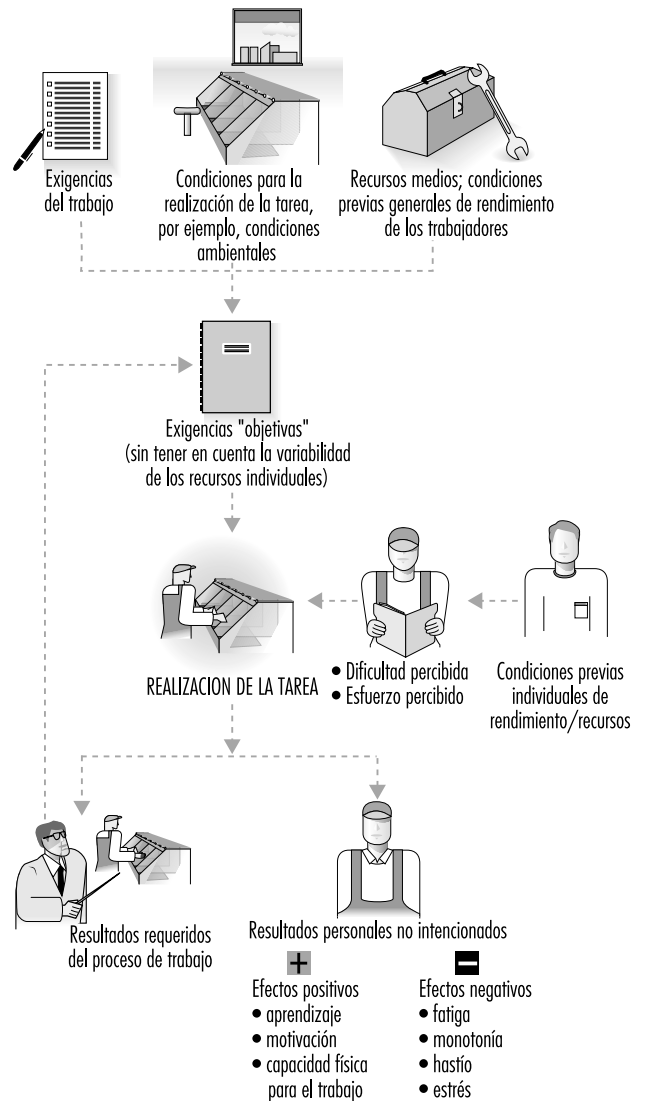 Exigencias
del trabajo
Condiciones para la
realización de la tarea,
por ejemplo, condiciones
ambientales
Recursos medios; condiciones
previas generales de rendimiento
de los trabajadores
Exigencias "objetivas"
(sin tener en cuenta la variabilidad
de los recursos individuales)
REALIZACION DE LA TAREA
• Dificultad percibida
• Esfuerzo percibido
Condiciones previas
individuales de
rendimiento/recursos
Resultados requeridos
del proceso de trabajo
Resultados personales no intencionados
+
Efectos positivos
• aprendizaje
• motivación
• capacidad física
para el trabajo
−
Efectos negativos
• fatiga
• monotonía
• hastío
• estrés